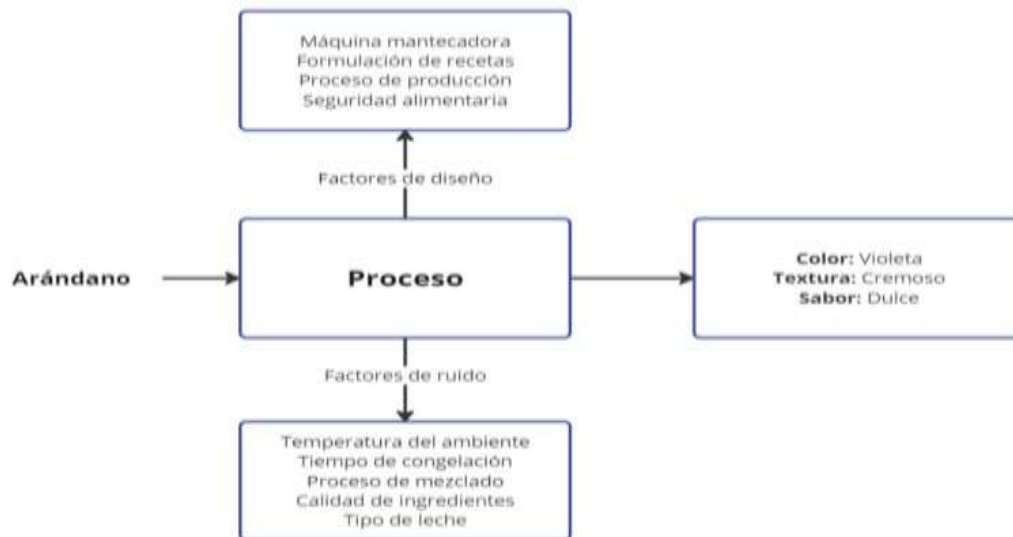 Máquina mantecadora
Formulación de recetas
Proceso de producción
Seguridad alimentaria
Factores de diseño
Arándano
Proceso
Color: Violeta
Textura: Cremoso
Sabor: Dulce
Factores de ruido
Temperatura del ambiente
Tiempo de congelación
Proceso de mezclado
Calidad de ingredientes
Tipo de leche